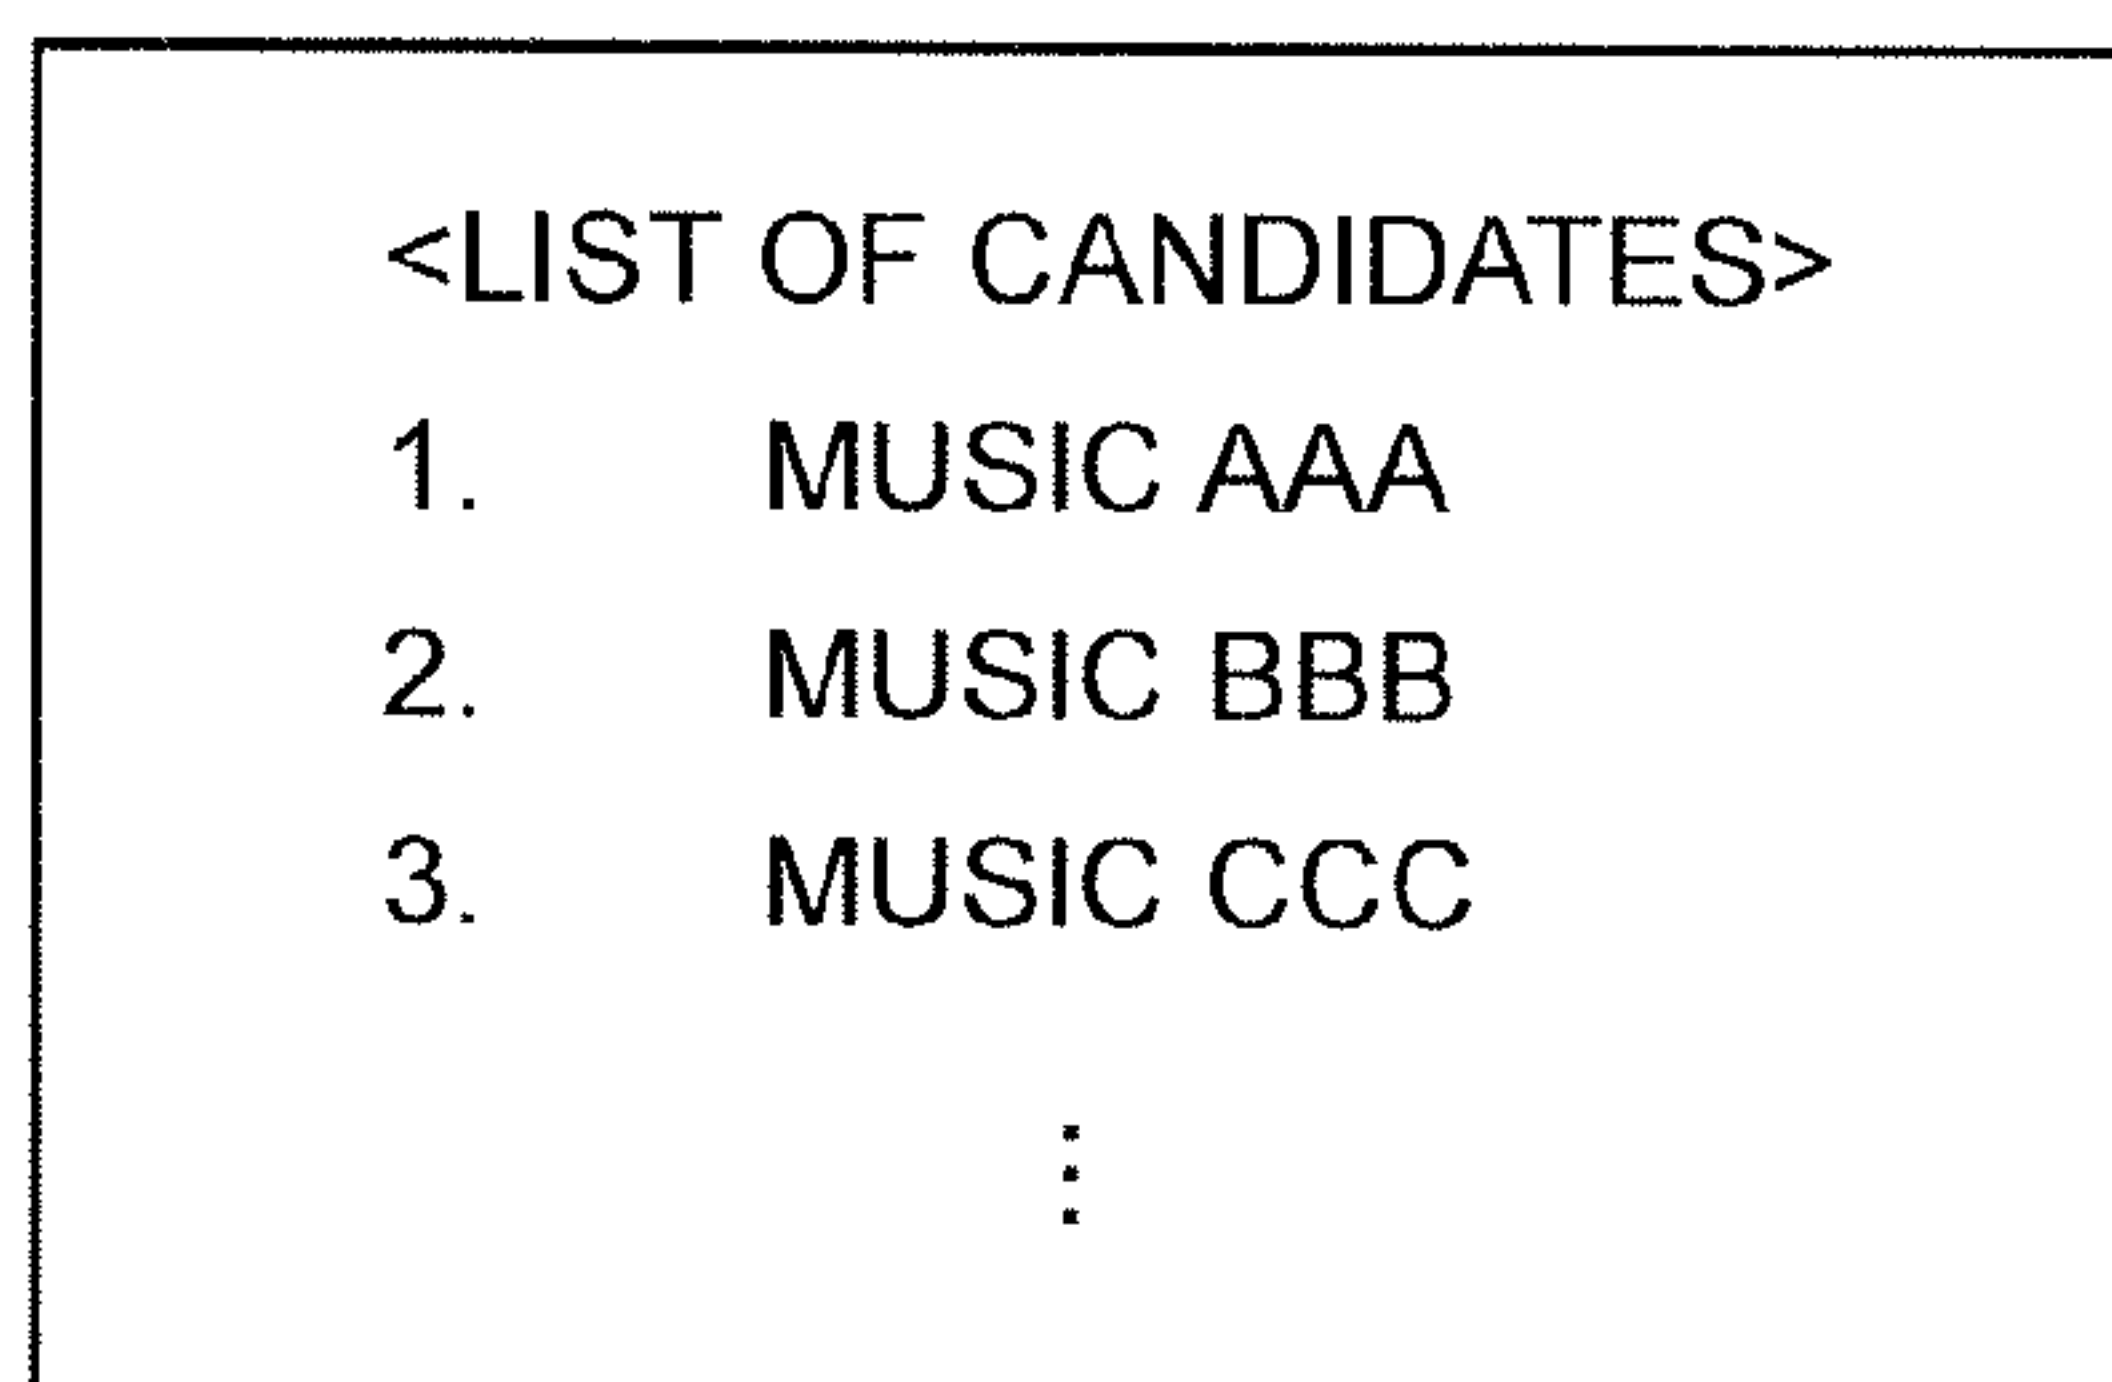 <LIST OF CANDIDATES>
1. MUSIC AAA
2. MUSIC BBB
3. MUSIC CCC
⋮